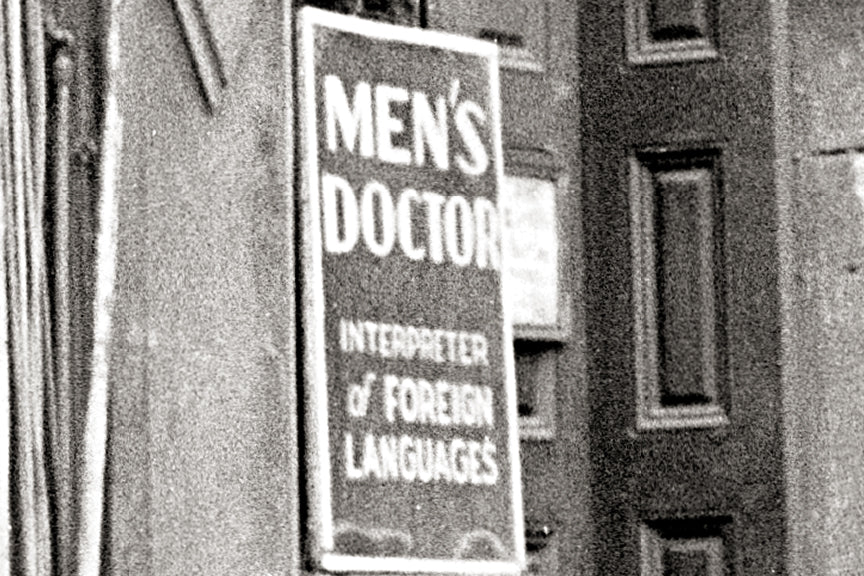 MEN'S
DOCTOR
INTERPRETER
of FOREIGN
LANGUAGES